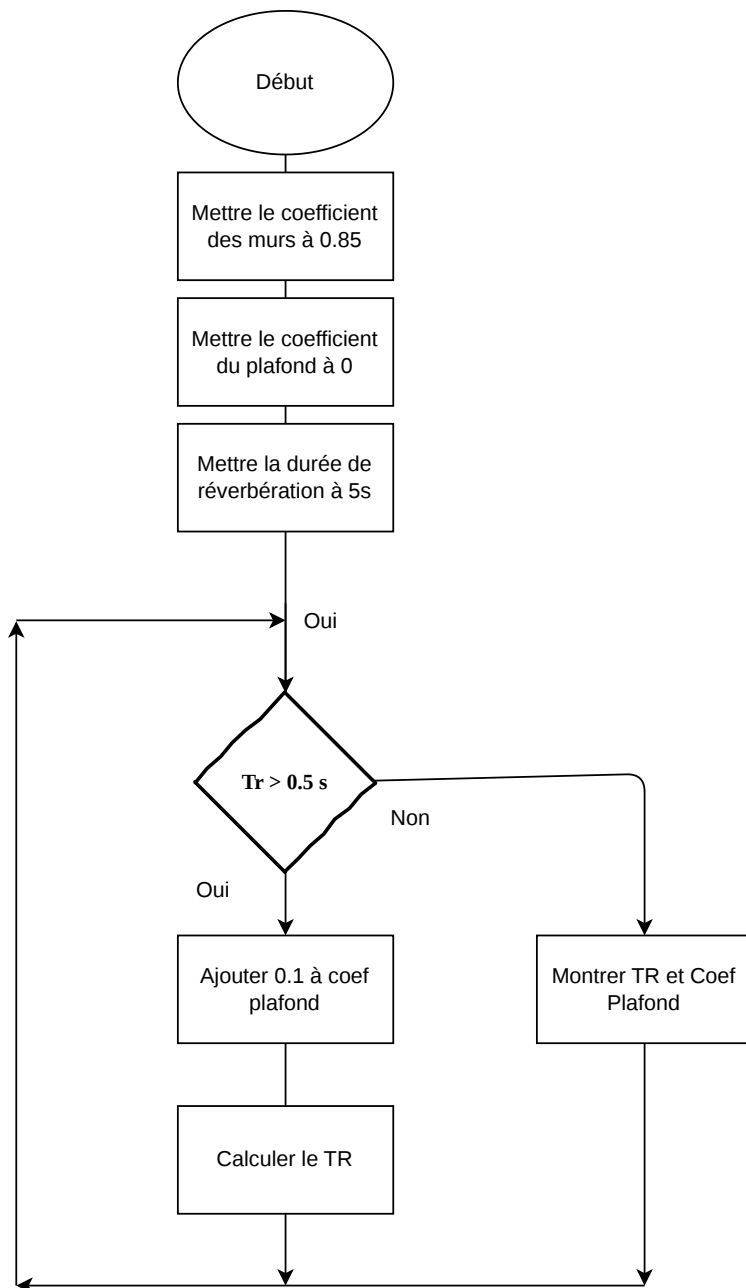 Début
Mettre le coefficient
des murs à 0.85
Mettre le coefficient
du plafond à 0
Mettre la durée de
réverbération à 5s
Oui
Tr > 0.5 s
Non
Oui
Ajouter 0.1 à coef
plafond
Montrer TR et Coef
Plafond
Calculer le TR